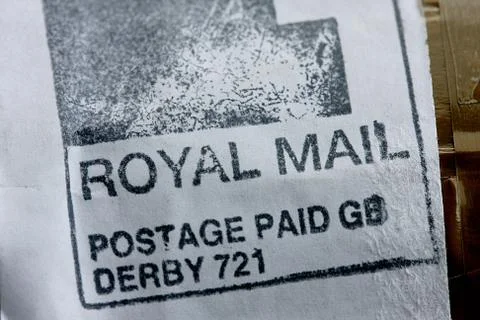 ROYAL MAIL
POSTAGE PAID GB
DERBY 721